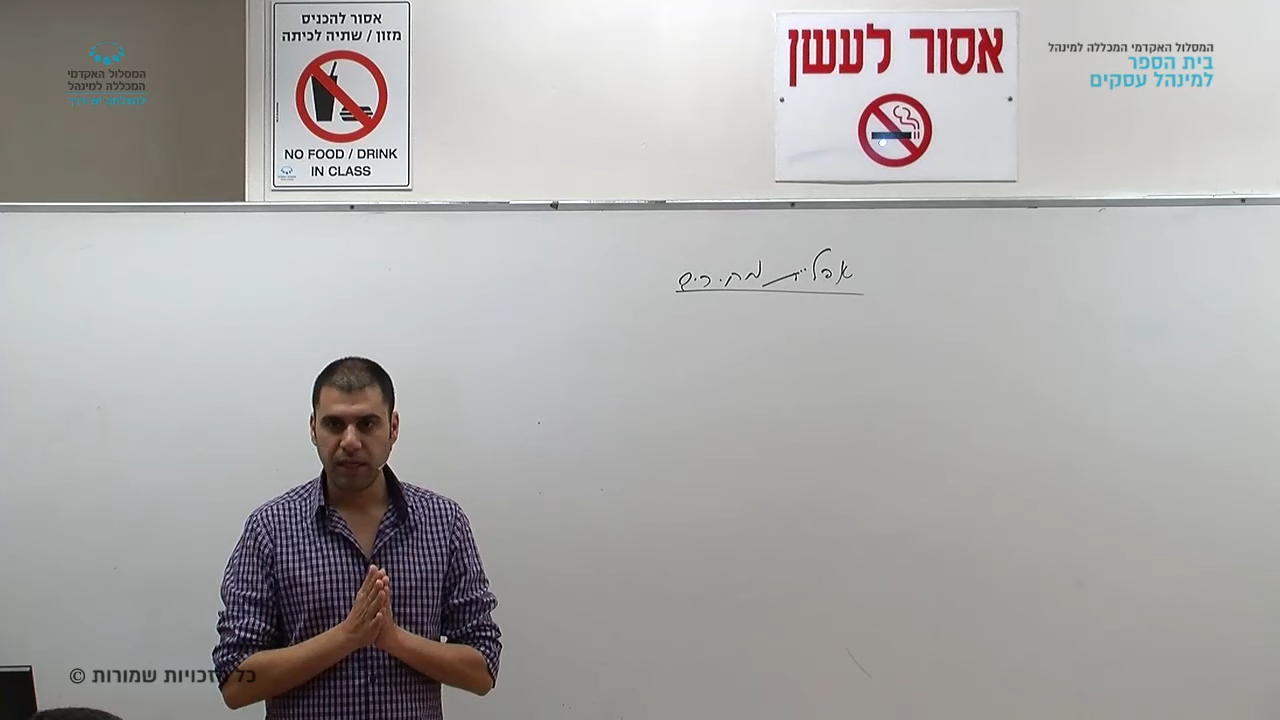 אסור להכניס
מזון / שתיה לכיתה
NO FOOD / DRINK
IN CLASS
אסור לעשן
המסלול האקדמי המכללה למינהל
בית הספר
למינהל עסקים
המסלול האקדמי
המכללה למינהל
© כל הזכויות שמורות